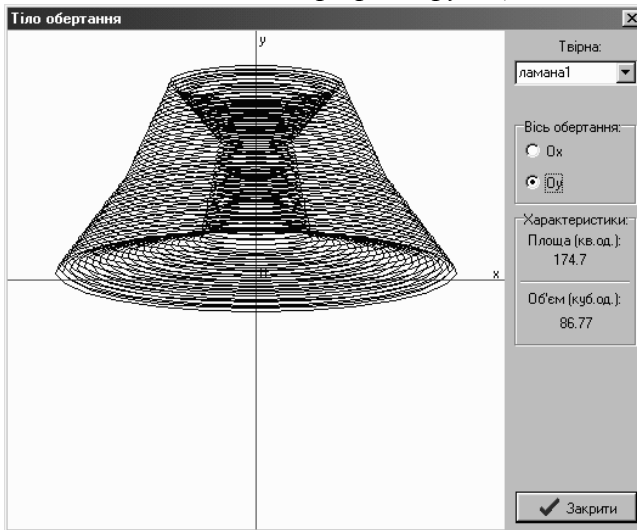 Тіло обертання
y
x
Твірна:
ламана1
Вісь обертання:
Ox
Oy
Характеристики:
Площа (кв.од.):
174.7
Об'єм (куб.од.):
86.77
Закрити